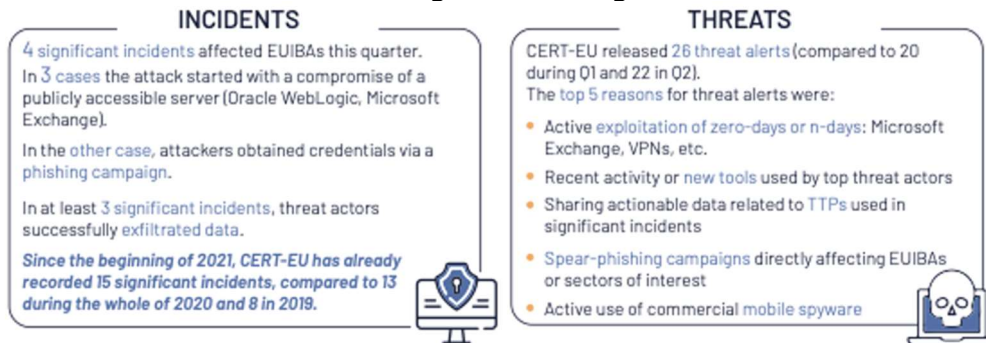 INCIDENTS
4 significant incidents affected EUIBAs this quarter.
In 3 cases the attack started with a compromise of a
publicly accessible server (Oracle WebLogic, Microsoft
Exchange).
In the other case, attackers obtained credentials via a
phishing campaign.
In at least 3 significant incidents, threat actors
successfully exfiltrated data.
Since the beginning of 2021, CERT-EU has already
recorded 15 significant incidents, compared to 13
during the whole of 2020 and 8 in 2019.
THREATS
CERT-EU released 26 threat alerts (compared to 20
during Q1 and 22 in Q2).
The top 5 reasons for threat alerts were:
• Active exploitation of zero-days or n-days: Microsoft
Exchange, VPNs, etc.
• Recent activity or new tools used by top threat actors
• Sharing actionable data related to TTPs used in
significant incidents
• Spear-phishing campaigns directly affecting EUIBAs
or sectors of interest
• Active use of commercial mobile spyware